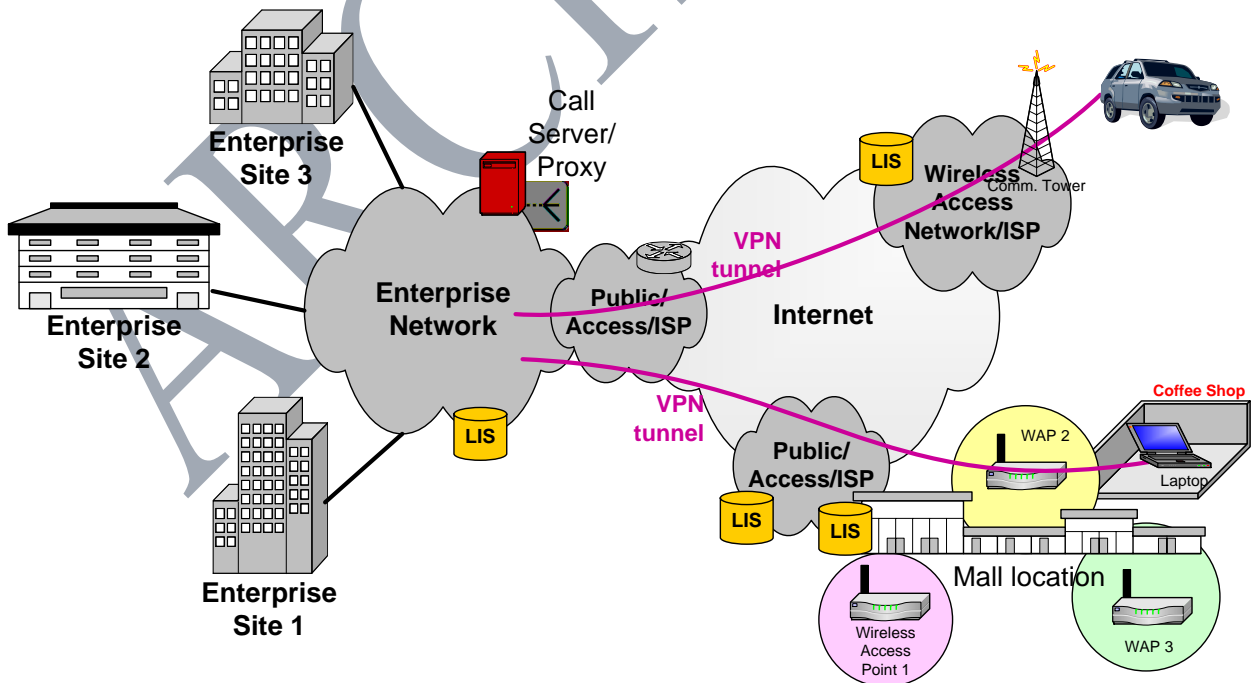 Enterprise
Site 3
Call
Server/
Proxy
LIS
Wireless
Access
Network/ISP
Comm. Tower
VPN
tunnel
Enterprise
Site 2
Enterprise
Network
Public/
Access/ISP
Internet
LIS
VPN
tunnel
Public/
Access/ISP
LIS
LIS
Coffee Shop
WAP 2
Laptop
Enterprise
Site 1
Mall location
Wireless
Access
Point 1
WAP 3